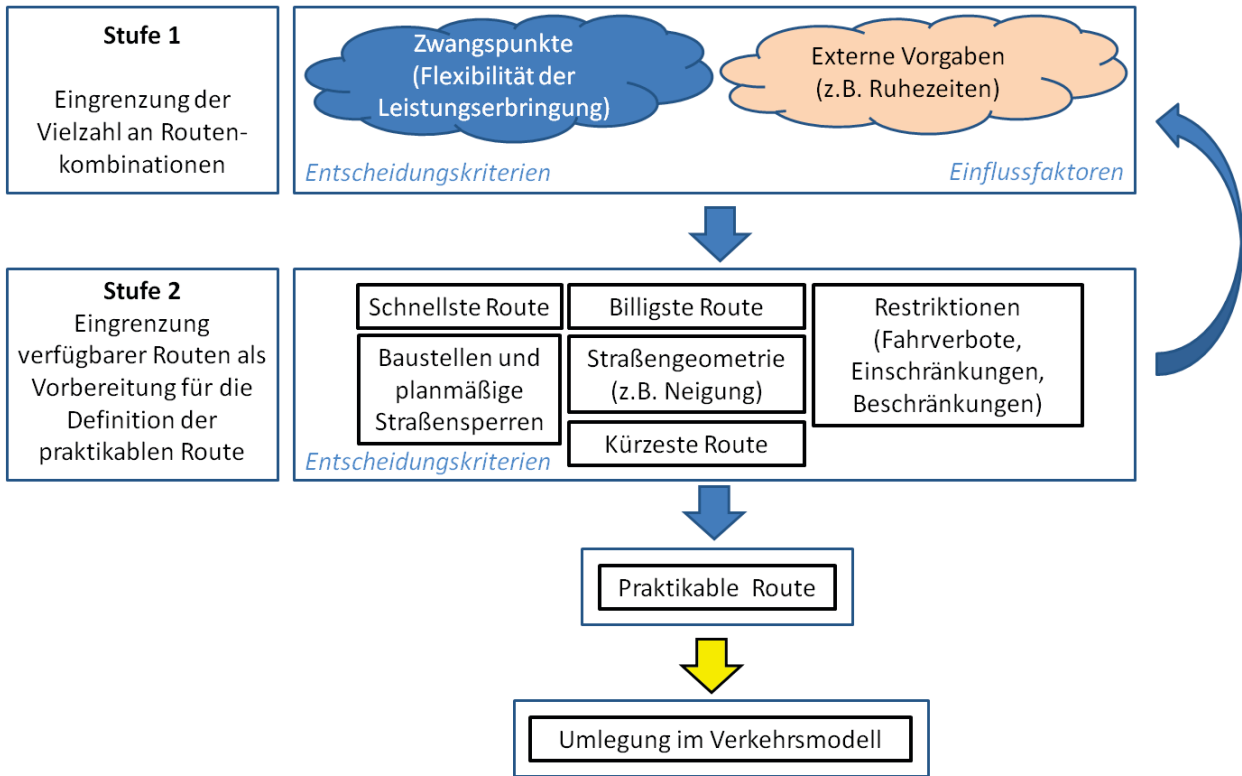 Stufe 1
Eingrenzung der
Vielzahl an Routen-
kombinationen
Zwangspunkte
(Flexibilität der
Leistungserbringung)
Externe Vorgaben
(z.B. Ruhezeiten)
Entscheidungskriterien
Einflussfaktoren
Stufe 2
Eingrenzung
verfügbarer Routen als
Vorbereitung für die
Definition der
praktikablen Route
Schnellste Route
Baustellen und
planmäßige
Straßensperren
Billigste Route
Straßengeometrie
(z.B. Neigung)
Kürzeste Route
Restriktionen
(Fahrverbote,
Einschränkungen,
Beschränkungen)
Entscheidungskriterien
Praktikable Route
Umlegung im Verkehrsmodell